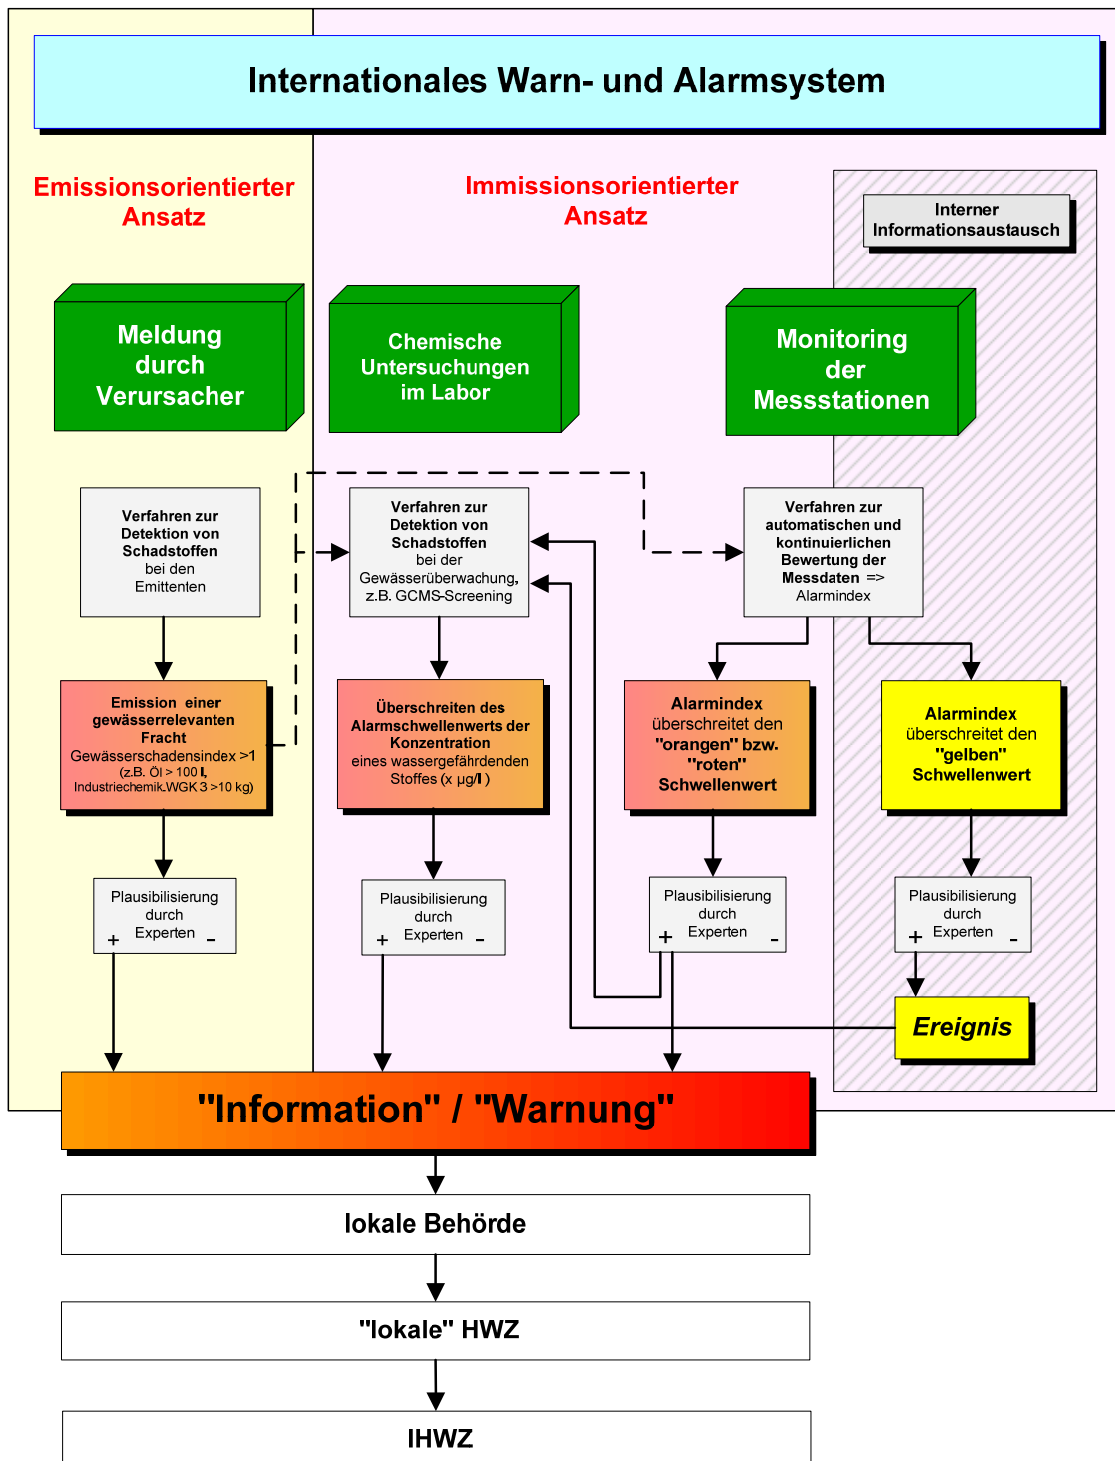 Internationales Warn- und Alarmsystem
Emissionsorientierter
Ansatz
Immissionsorientierter
Ansatz
Interner
Informationsaustausch
Meldung
durch
Verursacher
Chemische
Untersuchungen
im Labor
Monitoring
der
Messstationen
Verfahren zur
Detektion von
Schadstoffen
bei den
Emittenten
Verfahren zur
Detektion von
Schadstoffen
bei der
Gewässerüberwachung,
z.B. GCMS-Screening
Verfahren zur
automatischen und
kontinuierlichen
Bewertung der
Messdaten =>
Alarmindex
Emission einer
gewässerrelevanten
Fracht
Gewässerschadensindex >1
(z.B. Öl > 100 l,
Industriechemik.WGK 3 >10 kg)
Überschreiten des
Alarmschwellenwerts der
Konzentration
eines wassergefährdenden
Stoffes (x µg/l )
Alarmindex
überschreitet den
"orangen" bzw.
"roten"
Schwellenwert
Alarmindex
überschreitet den
"gelben"
Schwellenwert
Plausibilisierung
durch
Experten
+ -
Plausibilisierung
durch
Experten
+ -
Plausibilisierung
durch
Experten
+ -
Plausibilisierung
durch
Experten
+ -
Ereignis
"Information" / "Warnung"
lokale Behörde
"lokale" HWZ
IHWZ